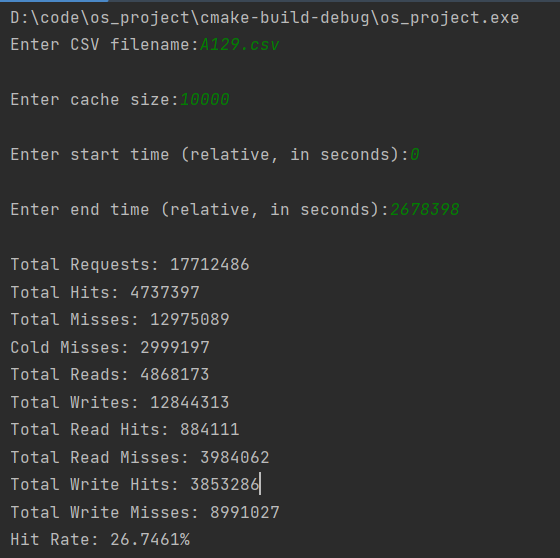 D:\code\os_project\cmake-build-debug\os_project.exe
Enter CSV filename:A129.csv
Enter cache size:10000
Enter start time (relative, in seconds):0
Enter end time (relative, in seconds):2678398
Total Requests: 17712486
Total Hits: 4737397
Total Misses: 12975089
Cold Misses: 2999197
Total Reads: 4868173
Total Writes: 12844313
Total Read Hits: 884111
Total Read Misses: 3984062
Total Write Hits: 3853286
Total Write Misses: 8991027
Hit Rate: 26.7461%